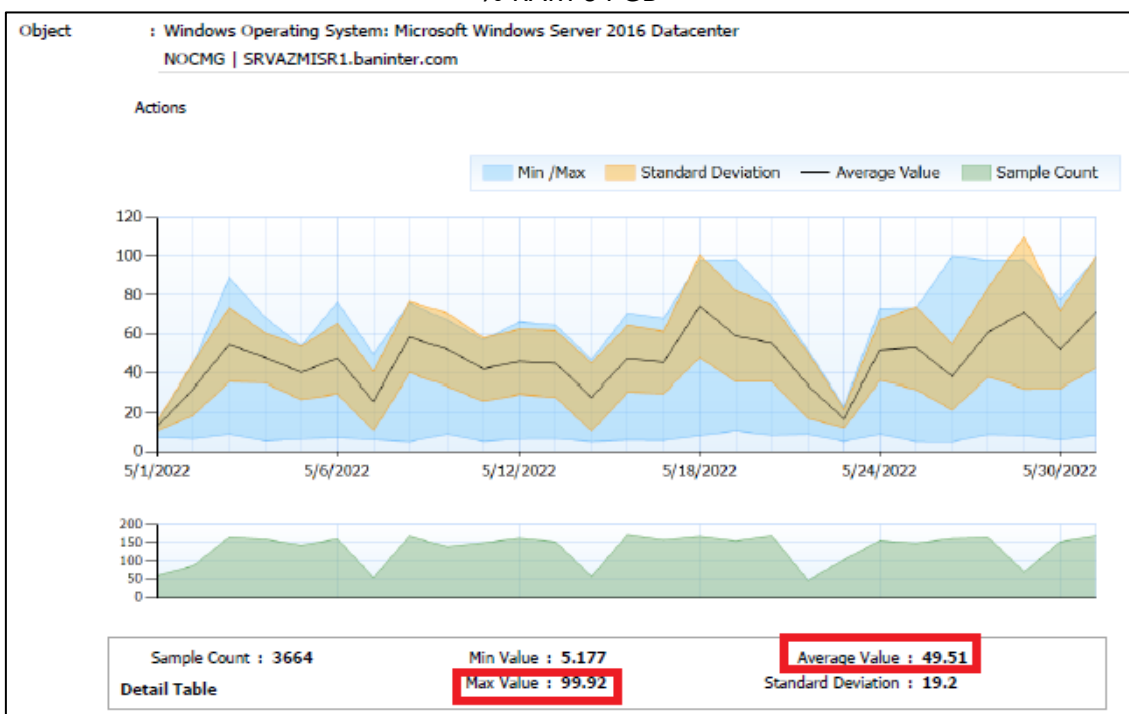 Object : Windows Operating System: Microsoft Windows Server 2016 Datacenter
NOCMG | SRVAZMISR1.baninter.com
Actions
Min /Max Standard Deviation Average Value Sample Count
120
100
80
60
40
20
0
5/1/2022 5/6/2022 5/12/2022 5/18/2022 5/24/2022 5/30/2022
200
150
100
50
0
Sample Count : 3664 Min Value : 5.177 Average Value : 49.51
Detail Table Max Value : 99.92 Standard Deviation : 19.2